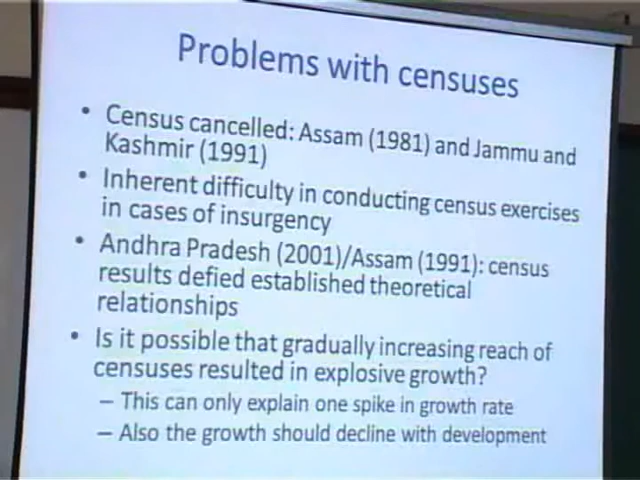 Problems with censuses
• Census cancelled: Assam (1981) and Jammu and
Kashmir (1991)
• Inherent difficulty in conducting census exercises
in cases of insurgency
• Andhra Pradesh (2001)/Assam (1991): census
results defied established theoretical
relationships
• Is it possible that gradually increasing reach of
censuses resulted in explosive growth?
– This can only explain one spike in growth rate
– Also the growth should decline with development